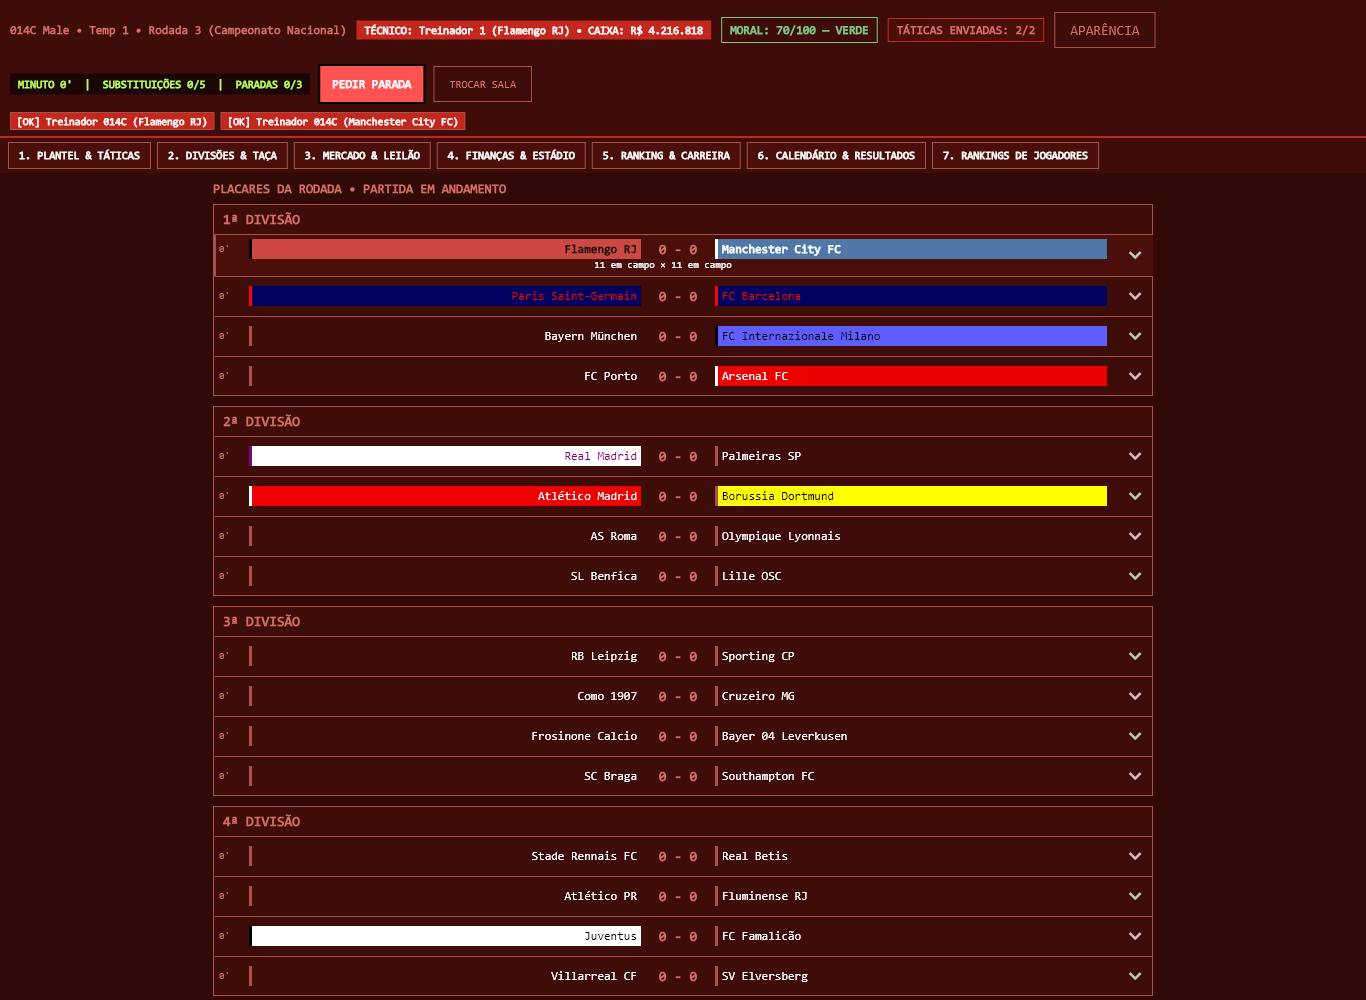 014C Male • Temp 1 • Rodada 3 (Campeonato Nacional) TÉCNICO: Treinador 1 (Flamengo RJ) • CAIXA: R$ 4.216.818 MORAL: 70/100 — VERDE TÁTICAS ENVIADAS: 2/2 APARÊNCIA
MINUTO 0' | SUBSTITUIÇÕES 0/5 | PARADAS 0/3 PEDIR PARADA TROCAR SALA
[OK] Treinador 014C (Flamengo RJ) [OK] Treinador 014C (Manchester City FC)
1. PLANTEL & TÁTICAS 2. DIVISÕES & TAÇA 3. MERCADO & LEILÃO 4. FINANÇAS & ESTÁDIO 5. RANKING & CARREIRA 6. CALENDÁRIO & RESULTADOS 7. RANKINGS DE JOGADORES
PLACARES DA RODADA • PARTIDA EM ANDAMENTO
1ª DIVISÃO
0' Flamengo RJ 0 - 0 Manchester City FC
11 em campo × 11 em campo
0' Paris Saint-Germain 0 - 0 FC Barcelona
0' Bayern München 0 - 0 FC Internazionale Milano
0' FC Porto 0 - 0 Arsenal FC
2ª DIVISÃO
0' Real Madrid 0 - 0 Palmeiras SP
0' Atlético Madrid 0 - 0 Borussia Dortmund
0' AS Roma 0 - 0 Olympique Lyonnais
0' SL Benfica 0 - 0 Lille OSC
3ª DIVISÃO
0' RB Leipzig 0 - 0 Sporting CP
0' Como 1907 0 - 0 Cruzeiro MG
0' Frosinone Calcio 0 - 0 Bayer 04 Leverkusen
0' SC Braga 0 - 0 Southampton FC
4ª DIVISÃO
0' Stade Rennais FC 0 - 0 Real Betis
0' Atlético PR 0 - 0 Fluminense RJ
0' Juventus 0 - 0 FC Famalicão
0' Villarreal CF 0 - 0 SV Elversberg